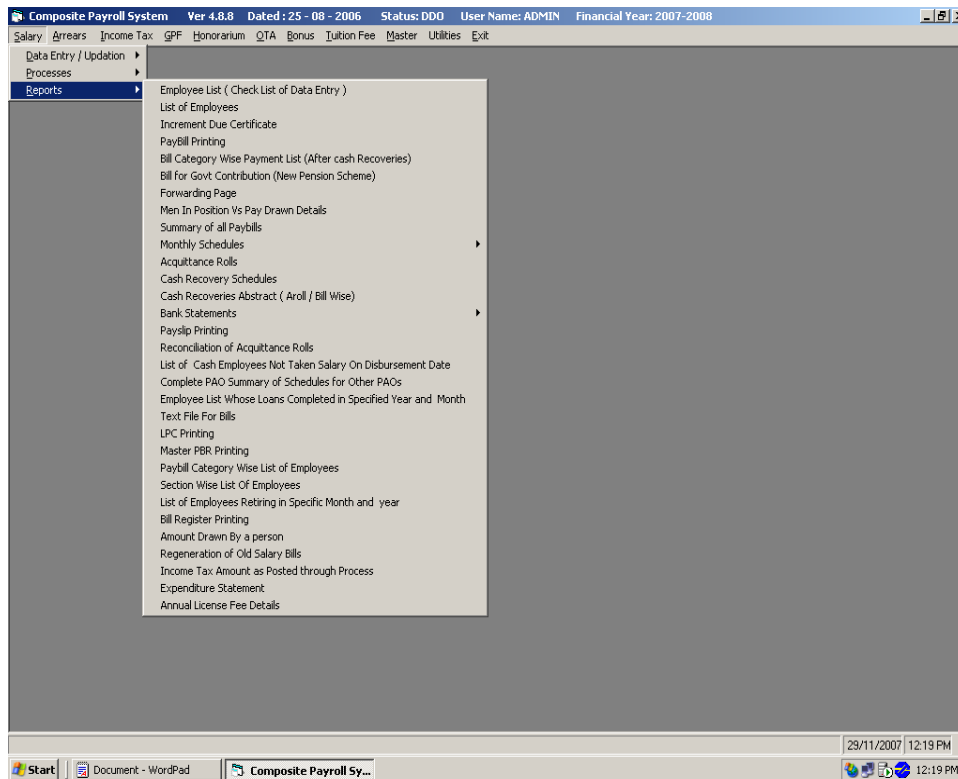 Composite Payroll System Ver 4.8.8 Dated : 25 - 08 - 2006 Status: DDO User Name: ADMIN Financial Year: 2007-2008
Salary Arrears Income Tax GPF Honorarium OTA Bonus Tuition Fee Master Utilities Exit
Data Entry / Updation
Processes
Reports
Employee List ( Check List of Data Entry )
List of Employees
Increment Due Certificate
PayBill Printing
Bill Category Wise Payment List (After cash Recoveries)
Bill for Govt Contribution (New Pension Scheme)
Forwarding Page
Men In Position Vs Pay Drawn Details
Summary of all Paybills
Monthly Schedules
Acquittance Rolls
Cash Recovery Schedules
Cash Recoveries Abstract ( Aroll / Bill Wise)
Bank Statements
Payslip Printing
Reconciliation of Acquittance Rolls
List of Cash Employees Not Taken Salary On Disbursement Date
Complete PAO Summary of Schedules for Other PAOs
Employee List Whose Loans Completed in Specified Year and Month
Text File For Bills
LPC Printing
Master PBR Printing
Paybill Category Wise List of Employees
Section Wise List Of Employees
List of Employees Retiring in Specific Month and year
Bill Register Printing
Amount Drawn By a person
Regeneration of Old Salary Bills
Income Tax Amount as Posted through Process
Expenditure Statement
Annual License Fee Details
29/11/2007 12:19 PM
Start Document - WordPad Composite Payroll Sy... 12:19 PM